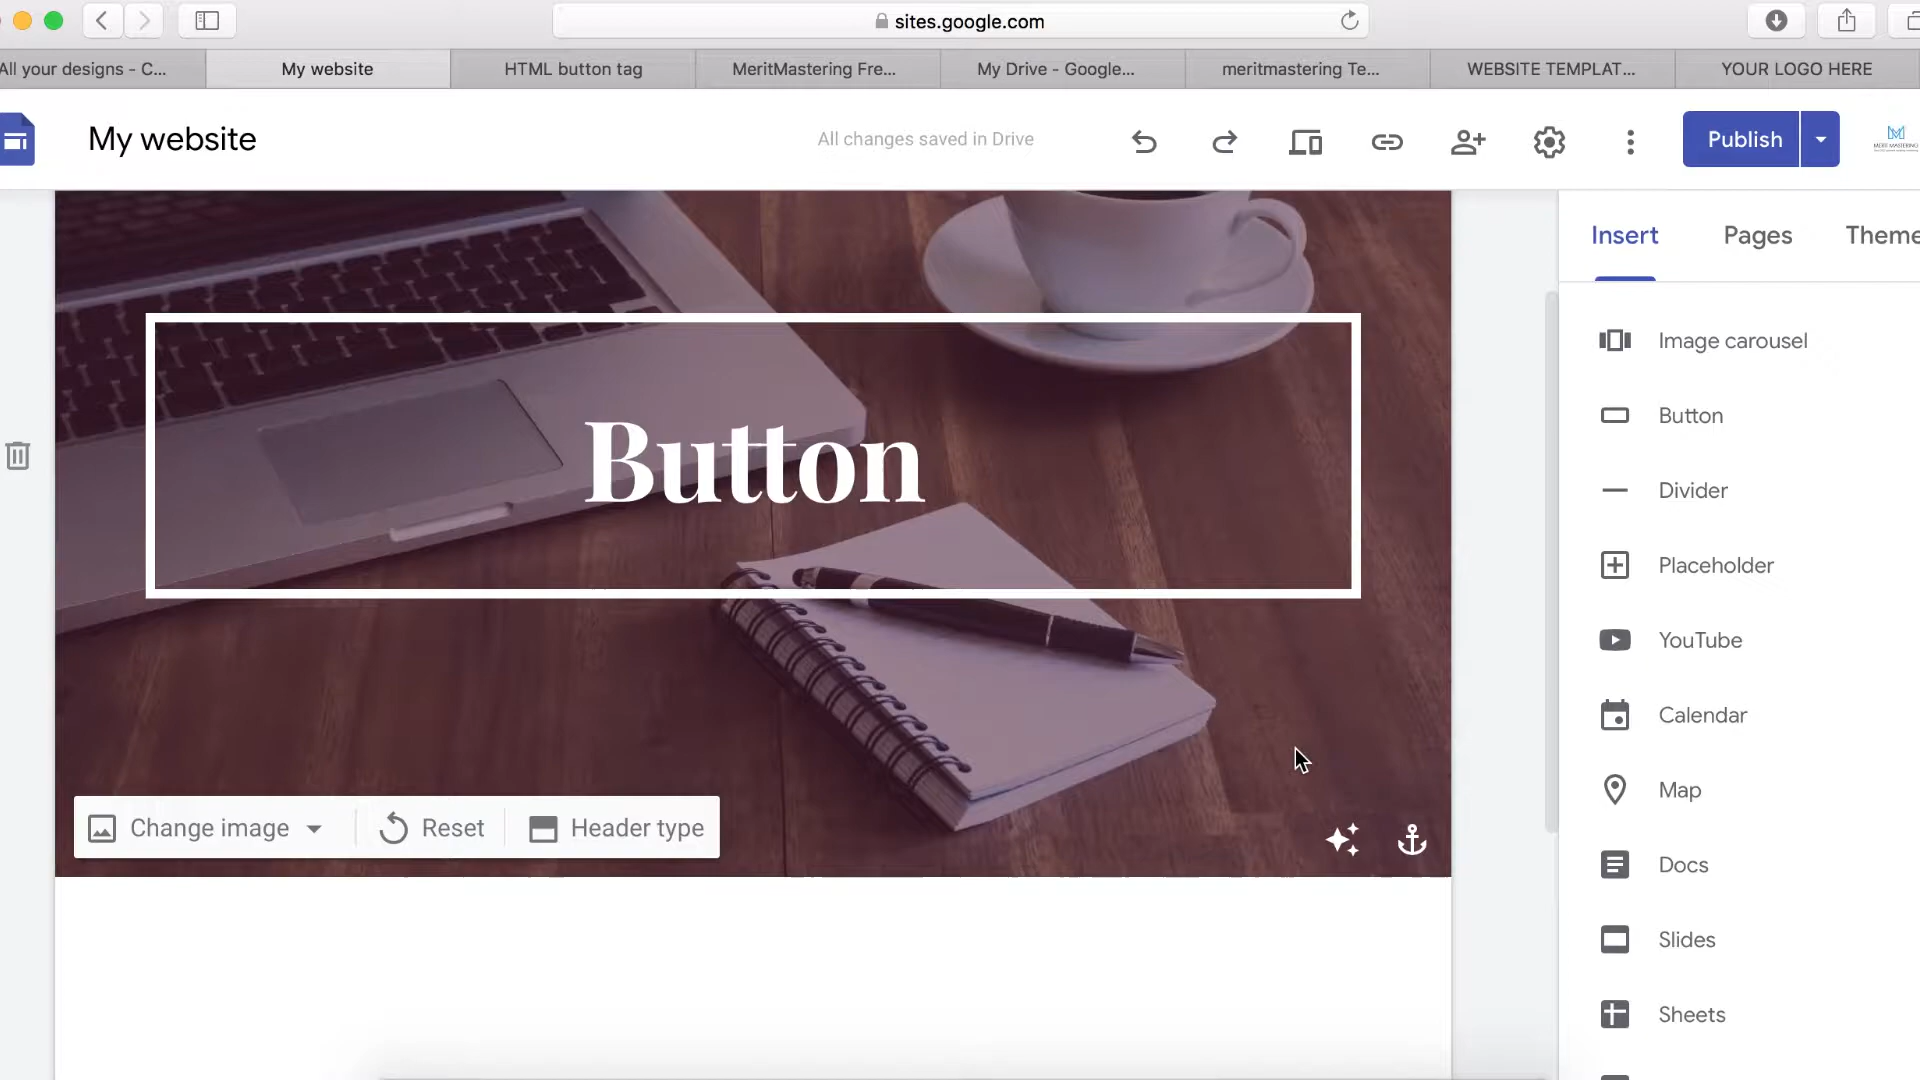 sites.google.com
All your designs - C...
My website
HTML button tag
MeritMastering Fre...
My Drive - Google...
meritmastering Te...
WEBSITE TEMPLAT...
YOUR LOGO HERE
My website
All changes saved in Drive
Publish
MERIT MASTERING
Insert
Pages
Theme
Image carousel
Button
Divider
Placeholder
YouTube
Calendar
Map
Docs
Slides
Sheets
Button
Change image
Reset
Header type